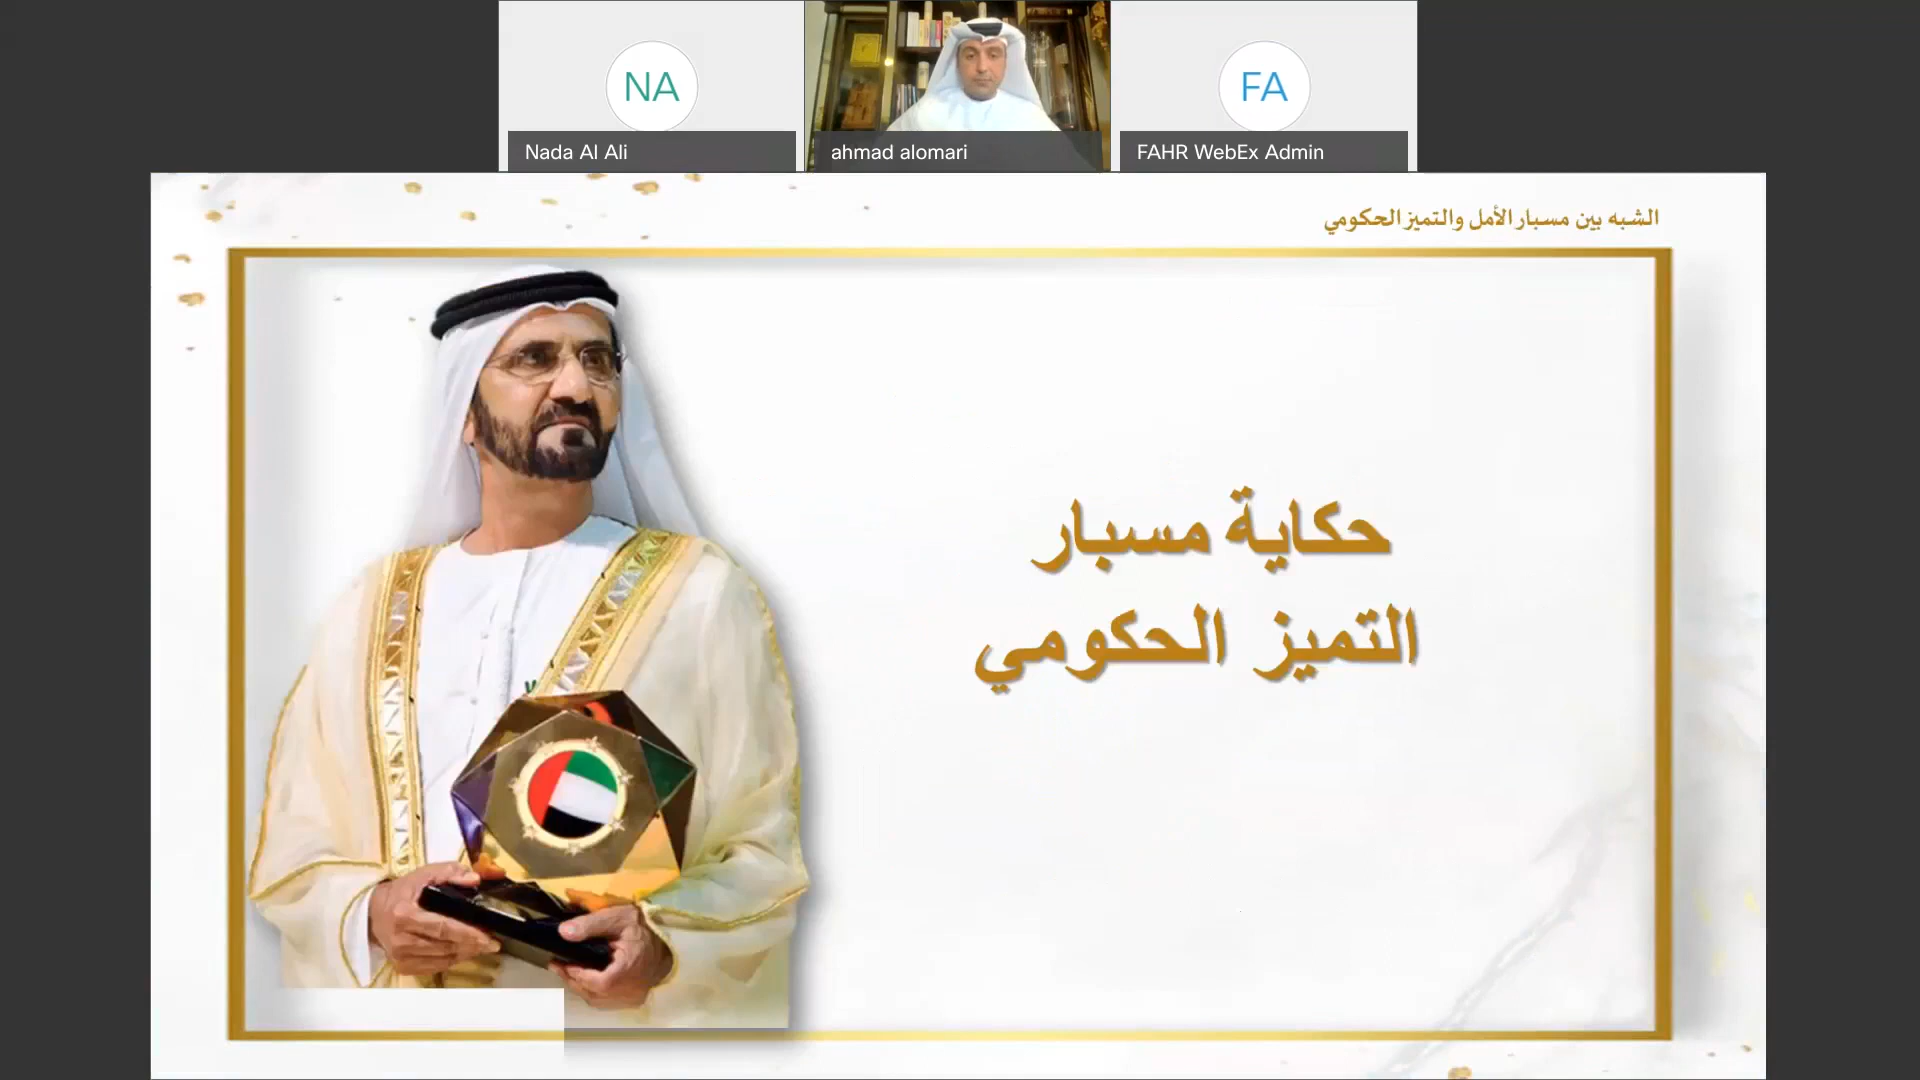 NA
FA
Nada Al Ali
ahmad alomari
FAHR WebEx Admin
الشبه بين مسبار الأمل والتميز الحكومي
حكاية مسبار
التميز الحكومي